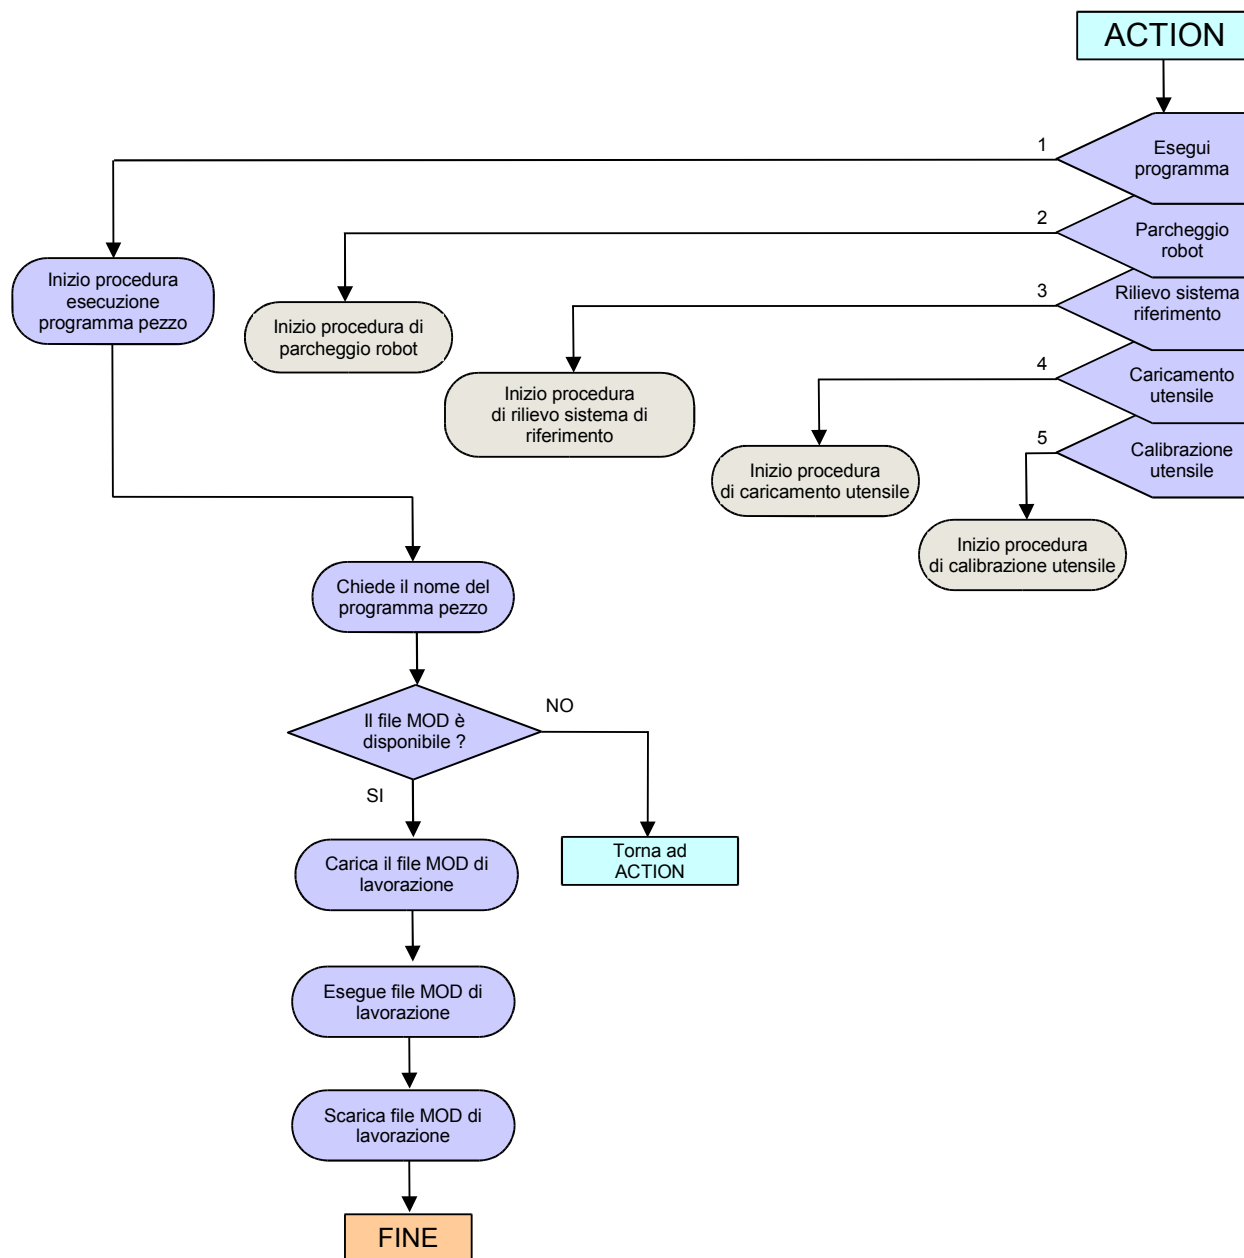 ACTION
1
Esegui
programma
2
Parcheggio
robot
3
Rilievo sistema
riferimento
4
Caricamento
utensile
5
Calibrazione
utensile
Inizio procedura
esecuzione
programma pezzo
Inizio procedura di
parcheggio robot
Inizio procedura
di rilievo sistema di
riferimento
Inizio procedura
di caricamento utensile
Inizio procedura
di calibrazione utensile
Chiede il nome del
programma pezzo
Il file MOD è
disponibile ?
NO
SI
Torna ad
ACTION
Carica il file MOD di
lavorazione
Esegue file MOD di
lavorazione
Scarica file MOD di
lavorazione
FINE